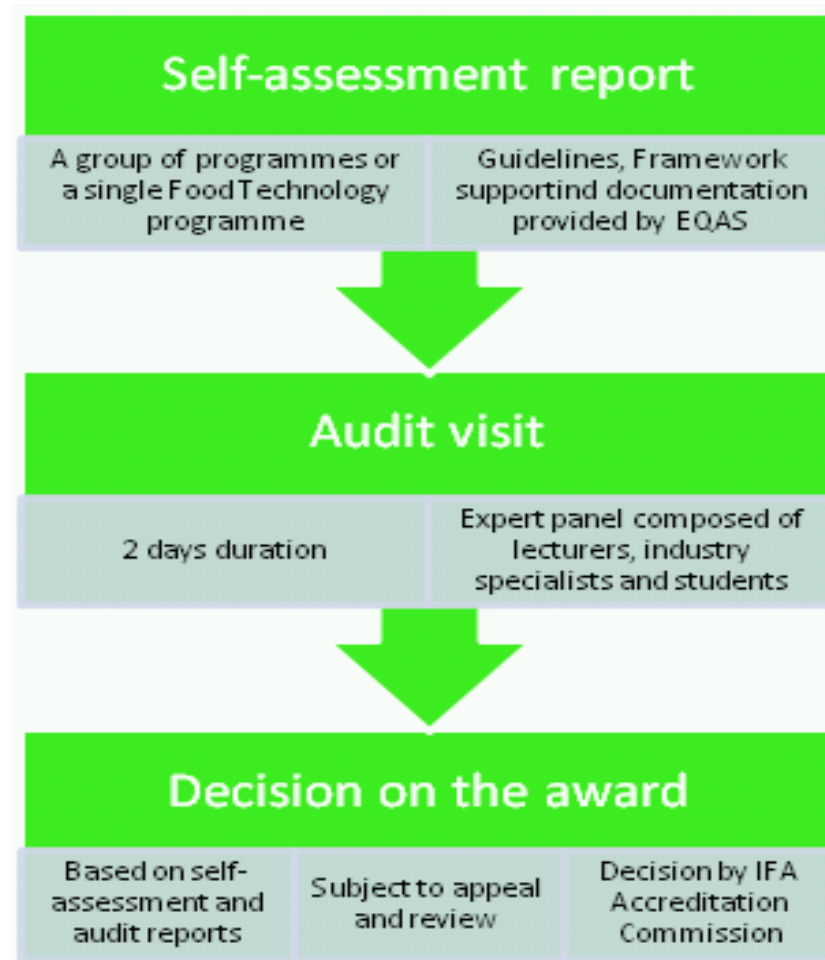 Self-assessment report
A group of programmes or
a single Food Technology
programme
Guidelines, Framework
supportind documentation
provided by EQAS
Audit visit
2 days duration
Expert panel composed of
lecturers, industry
specialists and students
Decision on the award
Based on self-
assessment and
audit reports
Subject to appeal
and review
Decision by IFA
Accreditation
Commission